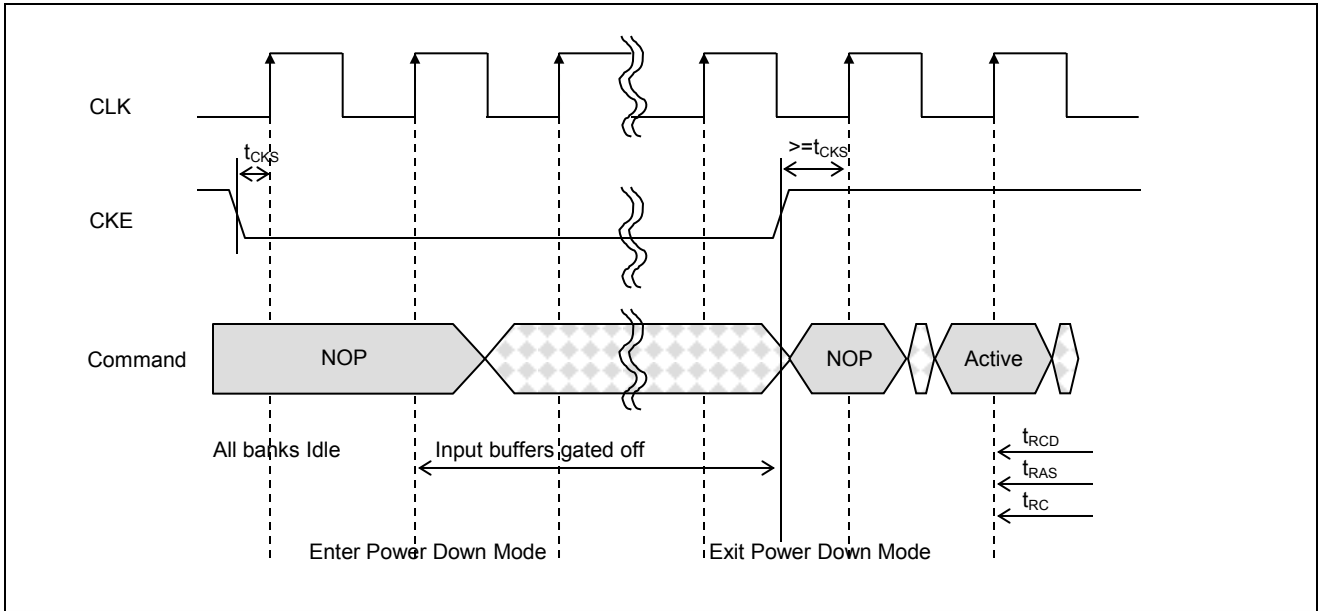 CLK
tCKS
>=tCKS
CKE
Command
NOP
NOP
Active
All banks Idle
Input buffers gated off
tRCD
tRAS
tRC
Enter Power Down Mode
Exit Power Down Mode